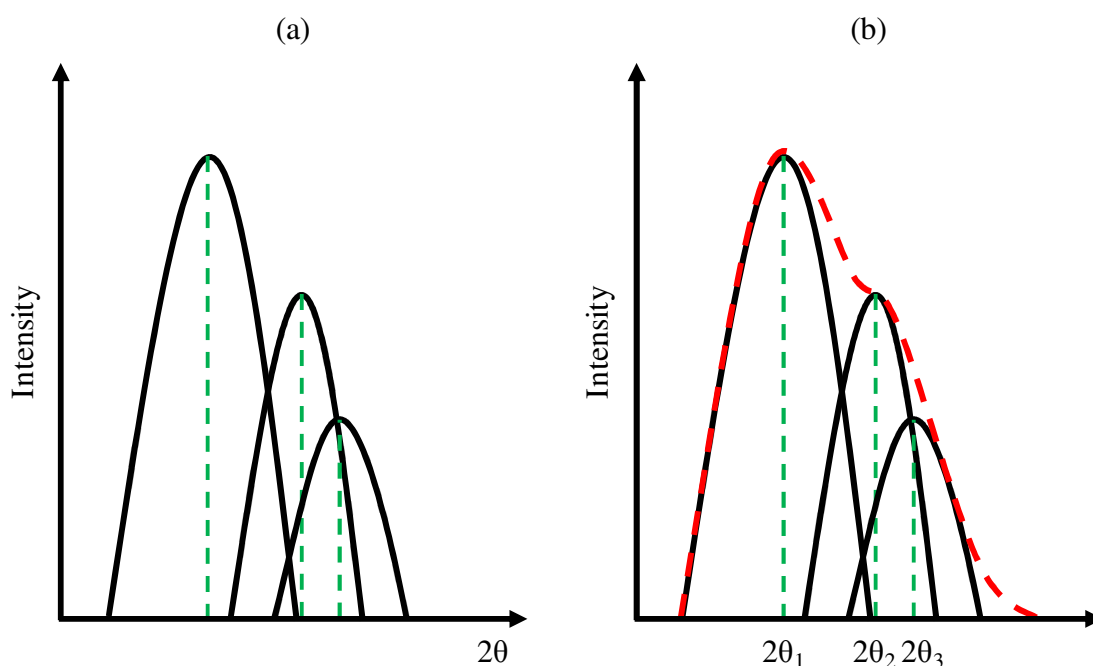 (a)
Intensity
2θ
(b)
Intensity
2θ₁ 2θ₂ 2θ₃